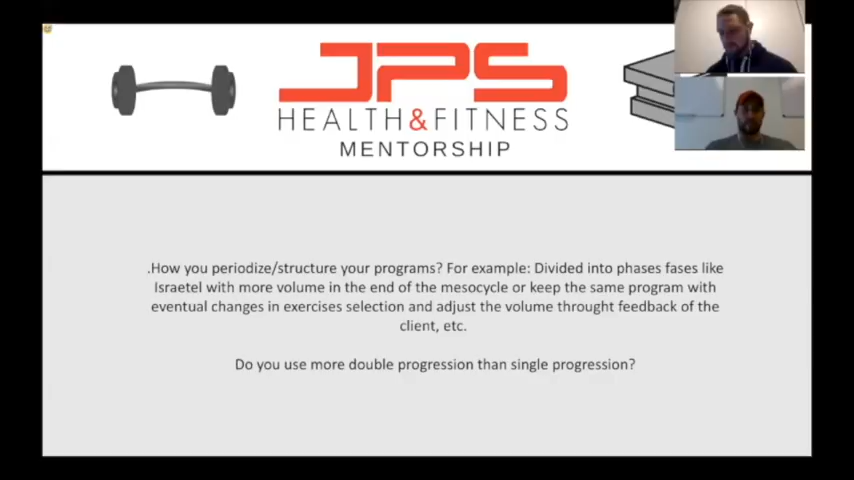 JPS
HEALTH&FITNESS
MENTORSHIP
.How you periodize/structure your programs? For example: Divided into phases fases like
Israetel with more volume in the end of the mesocycle or keep the same program with
eventual changes in exercises selection and adjust the volume throught feedback of the
client, etc.
Do you use more double progression than single progression?